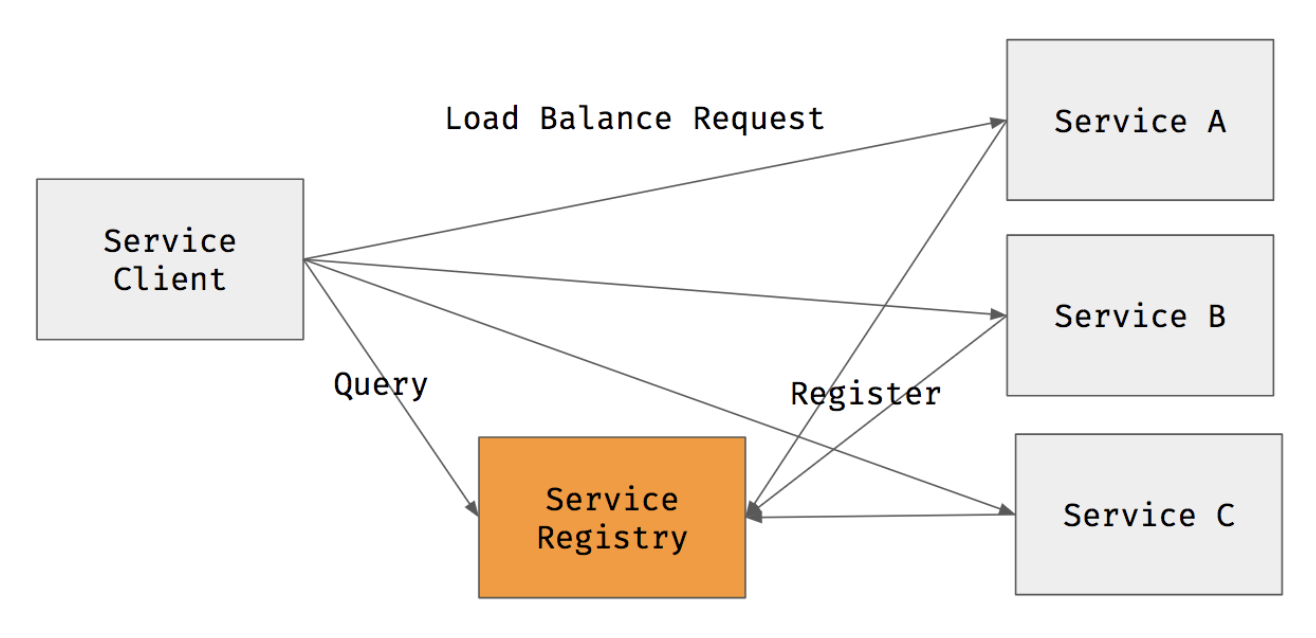 Load Balance Request
Service A
Service
Client
Service B
Query
Register
Service
Registry
Service C